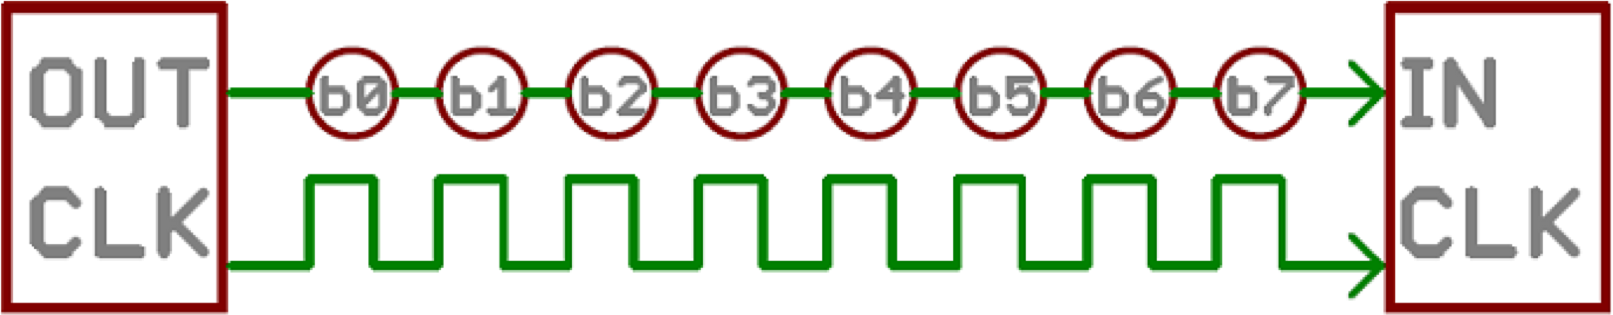 OUT b0 b1 b2 b3 b4 b5 b6 b7 IN
CLK CLK